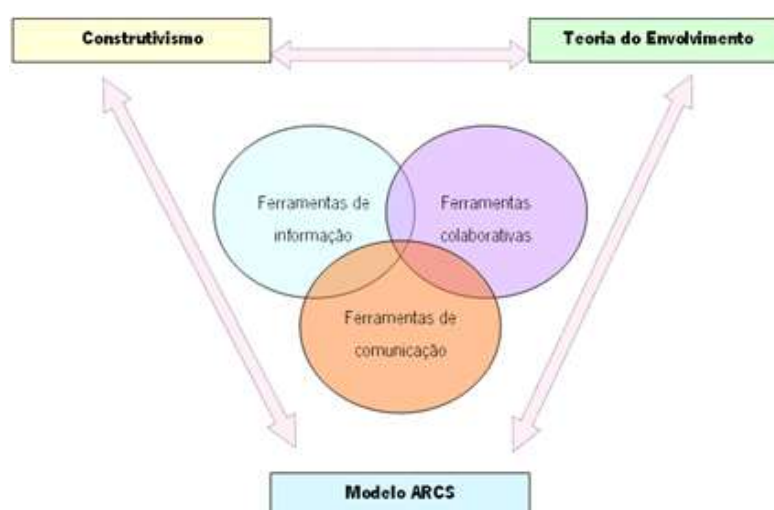 Construtivismo
Teoria do Envolvimento
Ferramentas de
informação
Ferramentas
colaborativas
Ferramentas de
comunicação
Modelo ARCS